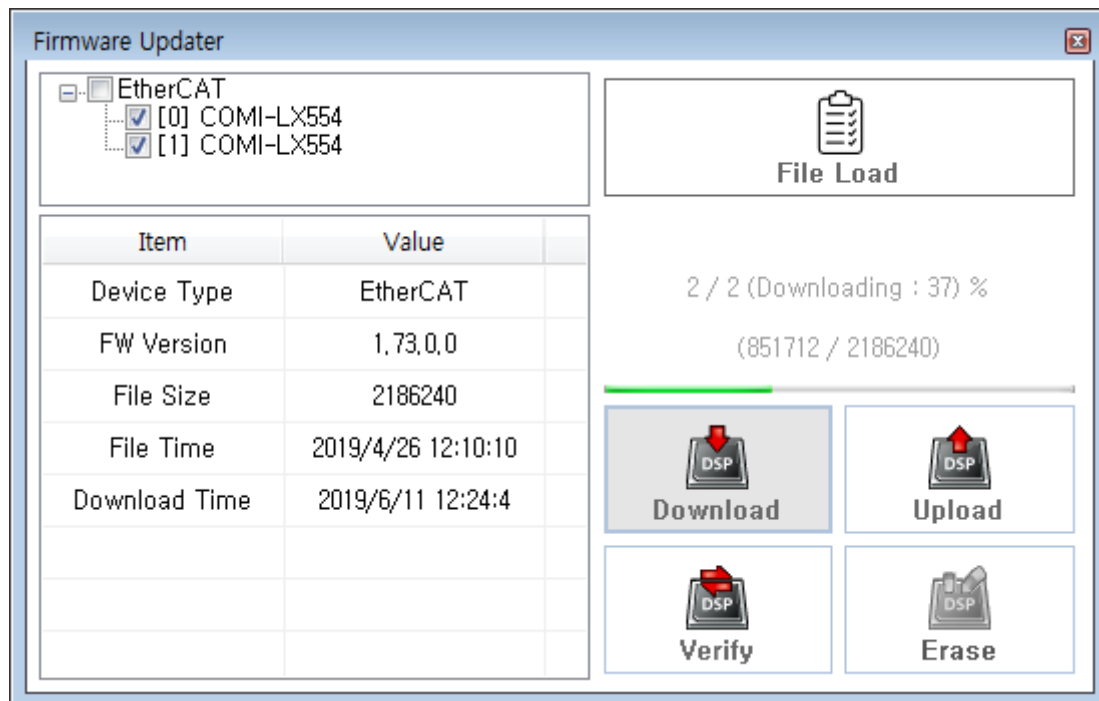 Firmware Updater
EtherCAT
[0] COMI-LX554
[1] COMI-LX554
File Load
Item Value
Device Type EtherCAT
FW Version 1,73,0,0
File Size 2186240
File Time 2019/4/26 12:10:10
Download Time 2019/6/11 12:24:4
2 / 2 (Downloading : 37) %
(851712 / 2186240)
DSP
Download
DSP
Upload
DSP
Verify
DSP
Erase